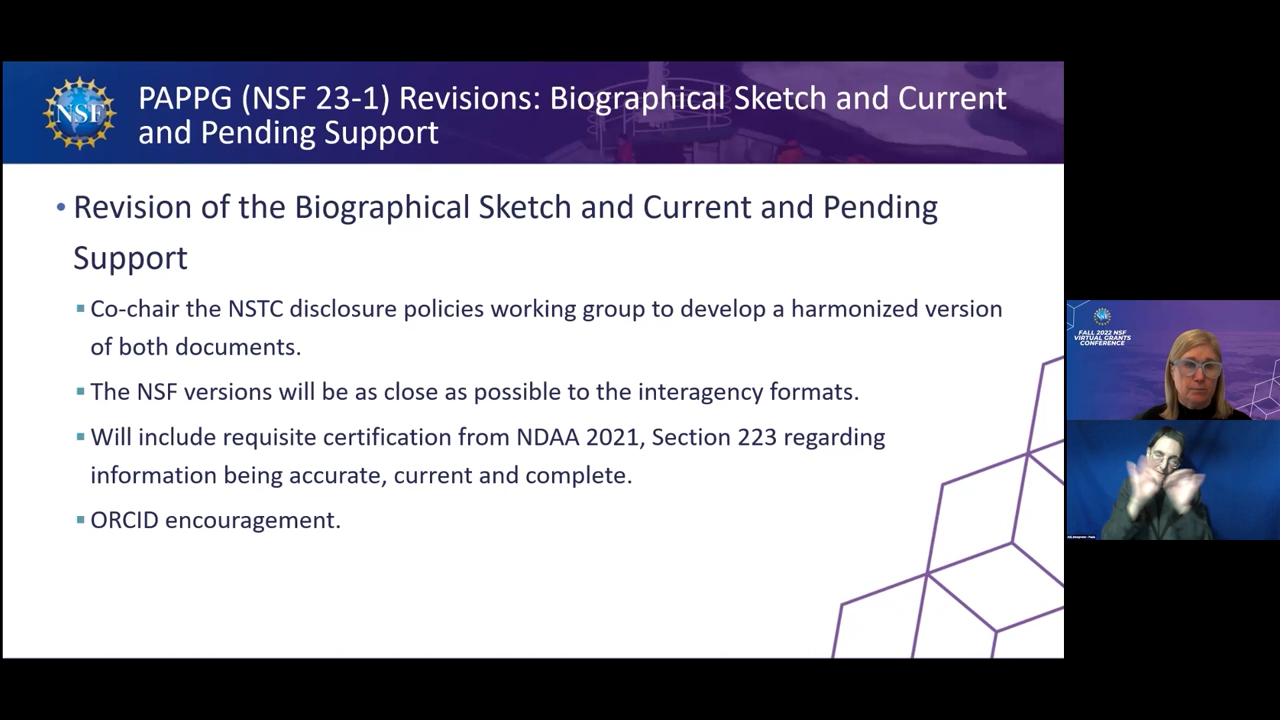 NSF
PAPPG (NSF 23-1) Revisions: Biographical Sketch and Current
and Pending Support
• Revision of the Biographical Sketch and Current and Pending
Support
▪ Co-chair the NSTC disclosure policies working group to develop a harmonized version
of both documents.
▪ The NSF versions will be as close as possible to the interagency formats.
▪ Will include requisite certification from NDAA 2021, Section 223 regarding
information being accurate, current and complete.
▪ ORCID encouragement.
NSF
FALL 2022 NSF
VIRTUAL GRANTS
CONFERENCE